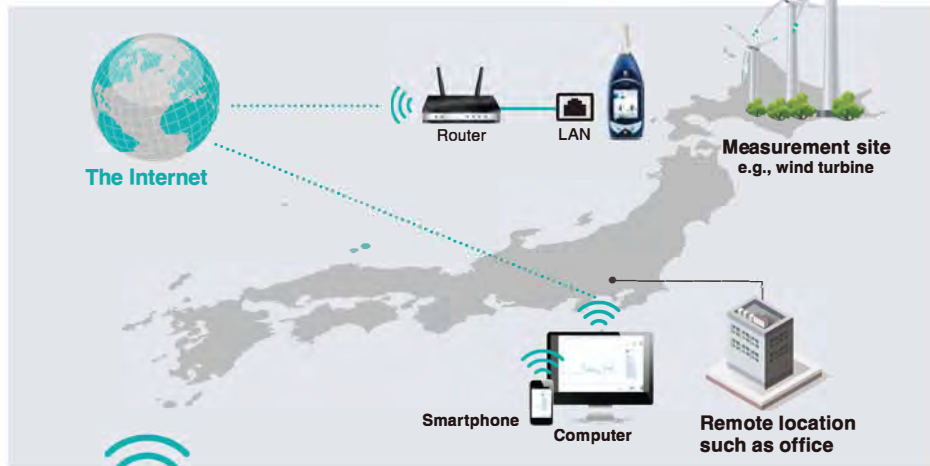 The Internet
Router
LAN
Measurement site
e.g., wind turbine
Smartphone
Computer
Remote location
such as office